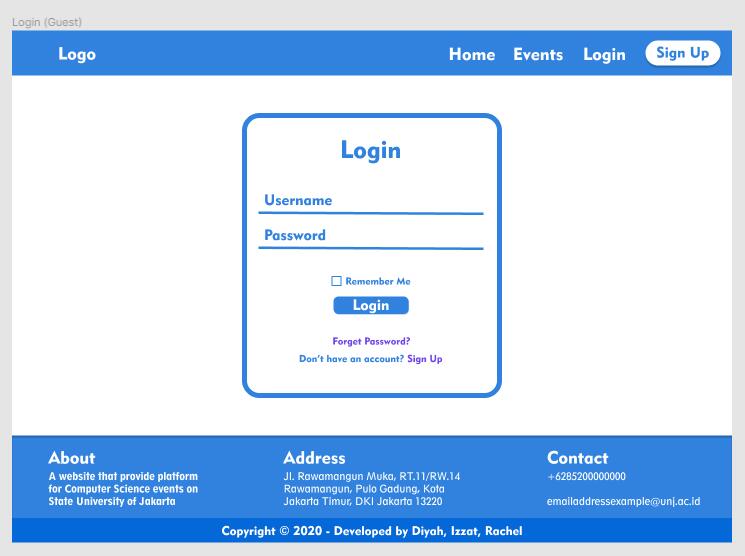 Login (Guest)
Logo
Home Events Login Sign Up
Login
Username
Password
Remember Me
Login
Forget Password?
Don't have an account? Sign Up
About
A website that provide platform
for Computer Science events on
State University of Jakarta
Address
Jl. Rawamangun Muka, RT.11/RW.14
Rawamangun, Pulo Gadung, Kota
Jakarta Timur, DKI Jakarta 13220
Contact
+6285200000000
emailaddressexample@unj.ac.id
Copyright © 2020 - Developed by Diyah, Izzat, Rachel